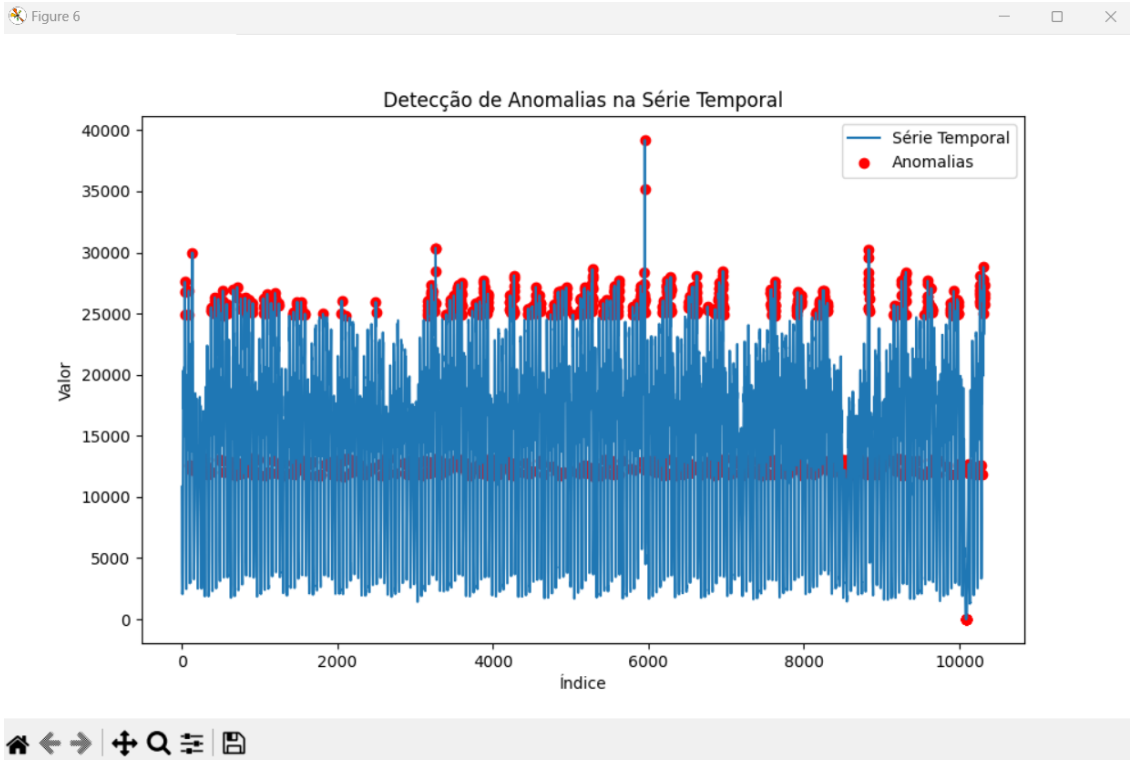 Figure 6
Detecção de Anomalias na Série Temporal
40000
35000
30000
25000
20000
15000
10000
5000
0
Valor
Série Temporal
Anomalias
0 2000 4000 6000 8000 10000
Índice